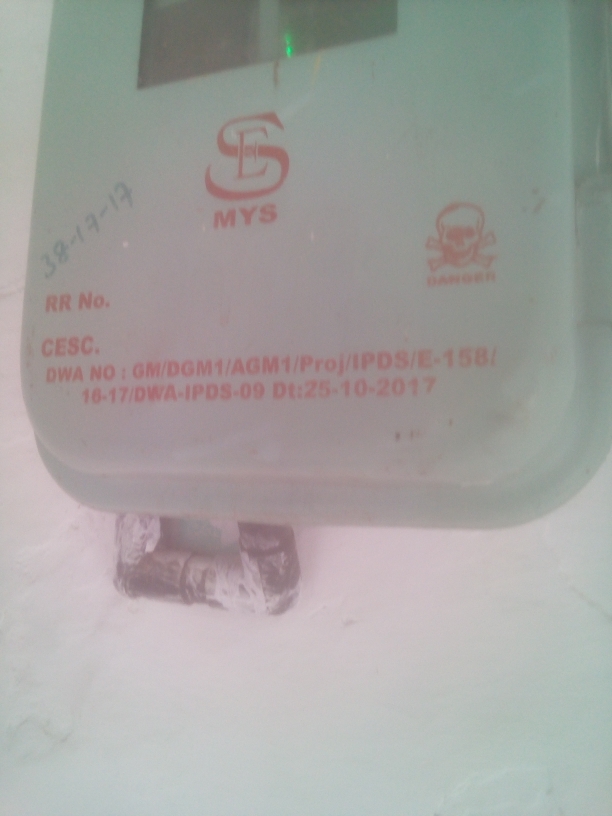 SE
MYS
38-17-17
DANGER
RR No.
CESC.
DWA NO : GM/DGM1/AGM1/Proj/IPDS/E-158/
16-17/DWA-IPDS-09 Dt:25-10-2017